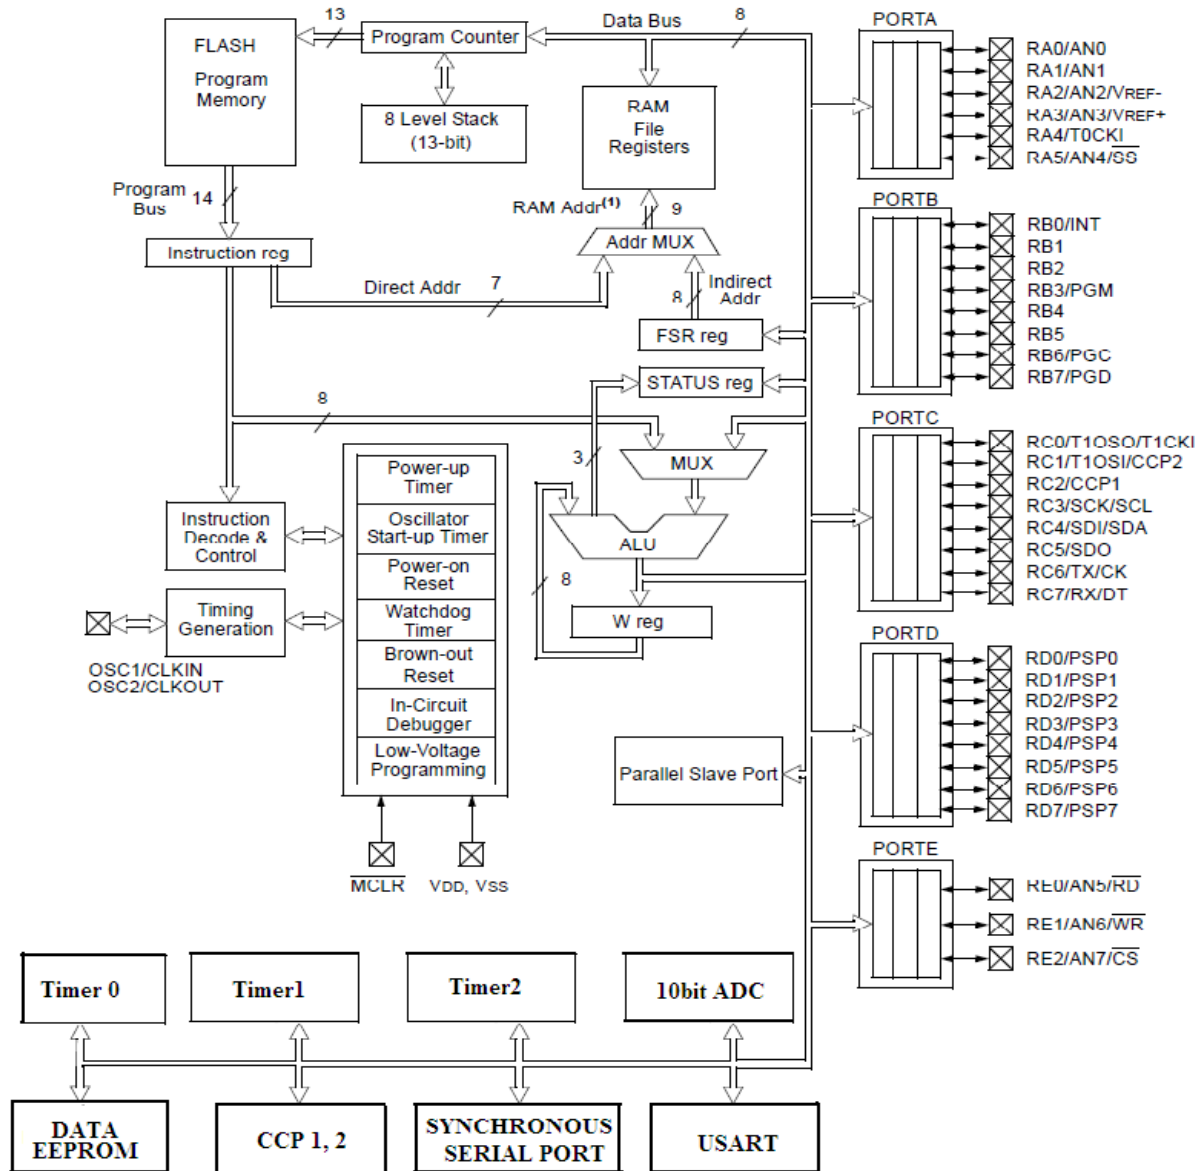 13
Data Bus
8
PORTA
FLASH
Program
Memory
Program Counter
8 Level Stack
(13-bit)
RAM
File
Registers
RA0/AN0
RA1/AN1
RA2/AN2/VREF-
RA3/AN3/VREF+
RA4/T0CKI
RA5/AN4/SS
Program
Bus
14
RAM Addr(1)
9
PORTB
Instruction reg
Addr MUX
Direct Addr
7
8
Indirect
Addr
FSR reg
RB0/INT
RB1
RB2
RB3/PGM
RB4
RB5
RB6/PGC
RB7/PGD
STATUS reg
8
3
MUX
PORTC
RC0/T1OSO/T1CKI
RC1/T1OSI/CCP2
RC2/CCP1
RC3/SCK/SCL
RC4/SDI/SDA
RC5/SDO
RC6/TX/CK
RC7/RX/DT
Instruction
Decode &
Control
Timing
Generation
OSC1/CLKIN
OSC2/CLKOUT
Power-up
Timer
Oscillator
Start-up Timer
Power-on
Reset
Watchdog
Timer
Brown-out
Reset
In-Circuit
Debugger
Low-Voltage
Programming
ALU
8
W reg
MCLR
VDD, VSS
Parallel Slave Port
PORTD
RD0/PSP0
RD1/PSP1
RD2/PSP2
RD3/PSP3
RD4/PSP4
RD5/PSP5
RD6/PSP6
RD7/PSP7
PORTE
RE0/AN5/RD
RE1/AN6/WR
RE2/AN7/CS
Timer 0
Timer1
Timer2
10bit ADC
DATA
EEPROM
CCP 1, 2
SYNCHRONOUS
SERIAL PORT
USART